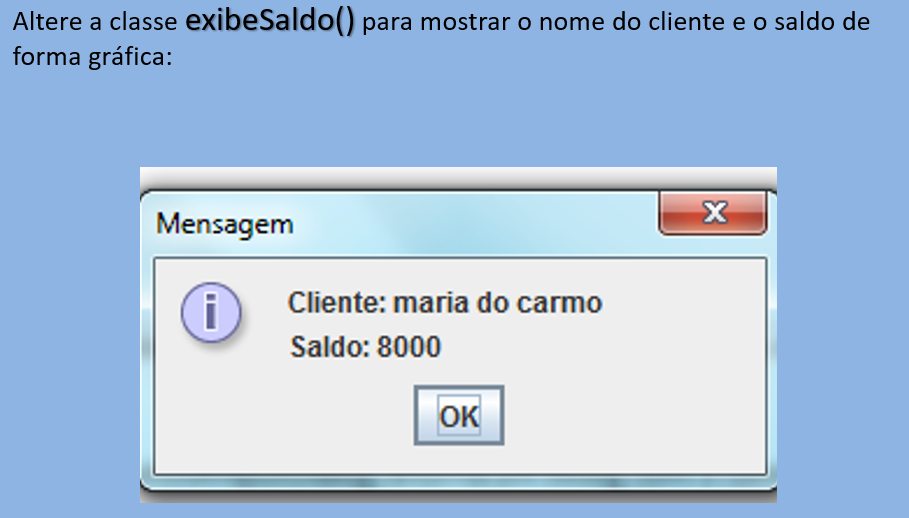 Altere a classe exibeSaldo() para mostrar o nome do cliente e o saldo de
forma gráfica:
Mensagem
X
i
Cliente: maria do carmo
Saldo: 8000
OK